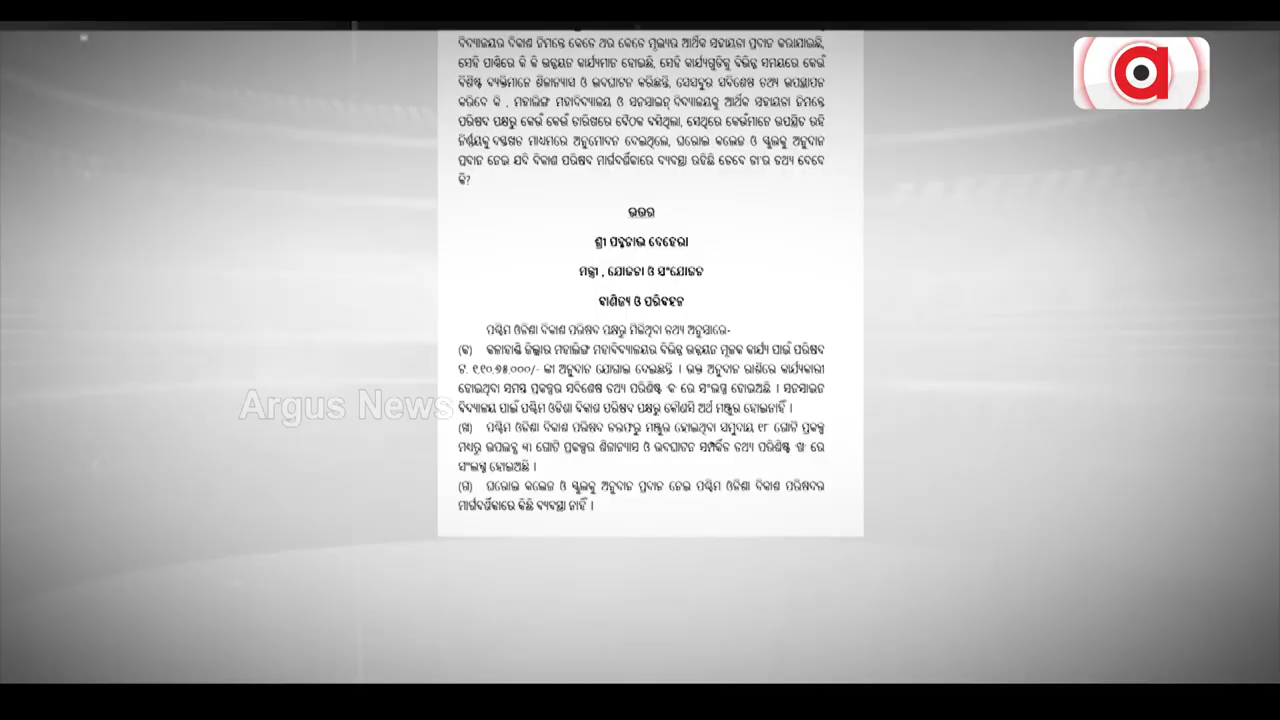 ବିଦ୍ୟାଳୟର ବିକାଶ ନିମନ୍ତେ କେତେ ଥର କେତେ ମୂଲ୍ୟର ଆର୍ଥିକ ସହାୟତା ପ୍ରଦାନ କରାଯାଇଛି,
ସେହି ପାଣ୍ଠିରେ କି କି ଉନ୍ନୟନ କାର୍ଯ୍ୟମାନ ହୋଇଛି, ସେହି କାର୍ଯ୍ୟଗୁଡିକୁ ବିଭିନ୍ନ ସମୟରେ କେଉଁ
ବିଶିଷ୍ଟ ବ୍ୟକ୍ତିମାନେ ଶିଳାନ୍ୟାସ ଓ ଉଦଘାଟନ କରିଛନ୍ତି, ସେସବୁର ସବିଶେଷ ତଥ୍ୟ ଉପସ୍ଥାପନ
କରିବେ କି , ମହାଲିଙ୍ଗ ମହାବିଦ୍ୟାଳୟ ଓ ସନସାଇନ୍ ବିଦ୍ୟାଳୟକୁ ଆର୍ଥିକ ସହାୟତା ନିମନ୍ତେ
ପରିଷଦ ପକ୍ଷରୁ କେଉଁ କେଉଁ ତାରିଖରେ ବୈଠକ ବସିଥିଲା, ସେଥିରେ କେଉଁମାନେ ଉପସ୍ଥିତ ରହି
ନିର୍ଣ୍ଣୟକୁ ଦସ୍ତଖତ ମାଧ୍ୟମରେ ଅନୁମୋଦନ ଦେଇଥିଲେ, ଘରୋଇ କଲେଜ ଓ ସ୍କୁଲକୁ ଅନୁଦାନ
ପ୍ରଦାନ ନେଇ ଯଦି ବିକାଶ ପରିଷଦ ମାର୍ଗଦର୍ଶିକାରେ ବ୍ୟବସ୍ଥା ରହିଛି ତେବେ ତା'ର ତଥ୍ୟ ଦେବେ
କି?
ଉତ୍ତର
ଶ୍ରୀ ପଦ୍ମନାଭ ବେହେରା
ମନ୍ତ୍ରୀ , ଯୋଜନା ଓ ସଂଯୋଜନ
ବାଣିଜ୍ୟ ଓ ପରିବହନ
ପଶ୍ଚିମ ଓଡିଶା ବିକାଶ ପରିଷଦ ପକ୍ଷରୁ ମିଳିଥିବା ତଥ୍ୟ ଅନୁସାରେ-
(କ) କଳାହାଣ୍ଡି ଜିଲ୍ଲାର ମହାଲିଙ୍ଗ ମହାବିଦ୍ୟାଳୟର ବିଭିନ୍ନ ଉନ୍ନୟନ ମୂଳକ କାର୍ଯ୍ୟ ପାଇଁ ପରିଷଦ
ଟ. ୧,୧୦,୭୫,୦୦୦/- ଙ୍କା ଅନୁଦାନ ଯୋଗାଇ ଦେଇଛନ୍ତି । ଉକ୍ତ ଅନୁଦାନ ରାଶିରେ କାର୍ଯ୍ୟକାରୀ
ହୋଇଥିବା ସମସ୍ତ ପ୍ରକଳ୍ପର ସବିଶେଷ ତଥ୍ୟ ପରିଶିଷ୍ଟ 'କ' ରେ ସଂଲଗ୍ନ ହୋଇଅଛି । ସନସାଇନ
ବିଦ୍ୟାଳୟ ପାଇଁ ପଶ୍ଚିମ ଓଡିଶା ବିକାଶ ପରିଷଦ ପକ୍ଷରୁ କୌଣସି ଅର୍ଥ ମଞ୍ଜୁର ହୋଇନାହିଁ ।
(ଖ) ପଶ୍ଚିମ ଓଡିଶା ବିକାଶ ପରିଷଦ ତରଫରୁ ମଞ୍ଜୁର ହୋଇଥିବା ସମୁଦାୟ ୧୮ ଗୋଟି ପ୍ରକଳ୍ପ
ମଧ୍ୟରୁ ଉପଲବ୍ଧ ୩ ଗୋଟି ପ୍ରକଳ୍ପର ଶିଳାନ୍ୟାସ ଓ ଉଦଘାଟନ ସମ୍ପର୍କିତ ତଥ୍ୟ ପରିଶିଷ୍ଟ 'ଖ' ରେ
ସଂଲଗ୍ନ ହୋଇଅଛି ।
(ଗ) ଘରୋଇ କଲେଜ ଓ ସ୍କୁଲକୁ ଅନୁଦାନ ପ୍ରଦାନ ନେଇ ପଶ୍ଚିମ ଓଡିଶା ବିକାଶ ପରିଷଦର
ମାର୍ଗଦର୍ଶିକାରେ କିଛି ବ୍ୟବସ୍ଥା ନାହିଁ ।
Argus News
a